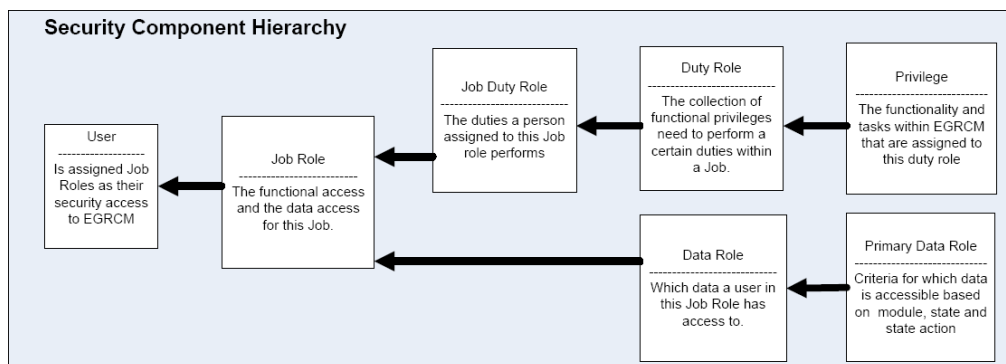 Security Component Hierarchy
User
--------------------
Is assigned Job
Roles as their
security access
to EGRCM
Job Role
----------------------------
The functional access
and the data access
for this Job.
Job Duty Role
-----------------------------
The duties a person
assigned to this Job
role performs
Duty Role
------------------------------
The collection of
functional privileges
need to perform a
certain duties within
a Job.
Privilege
------------------------------
The functionality and
tasks within EGRCM
that are assigned to
this duty role
Data Role
-------------------------------
Which data a user in
this Job Role has
access to.
Primary Data Role
-------------------------------
Criteria for which data
is accessible based
on module, state and
state action